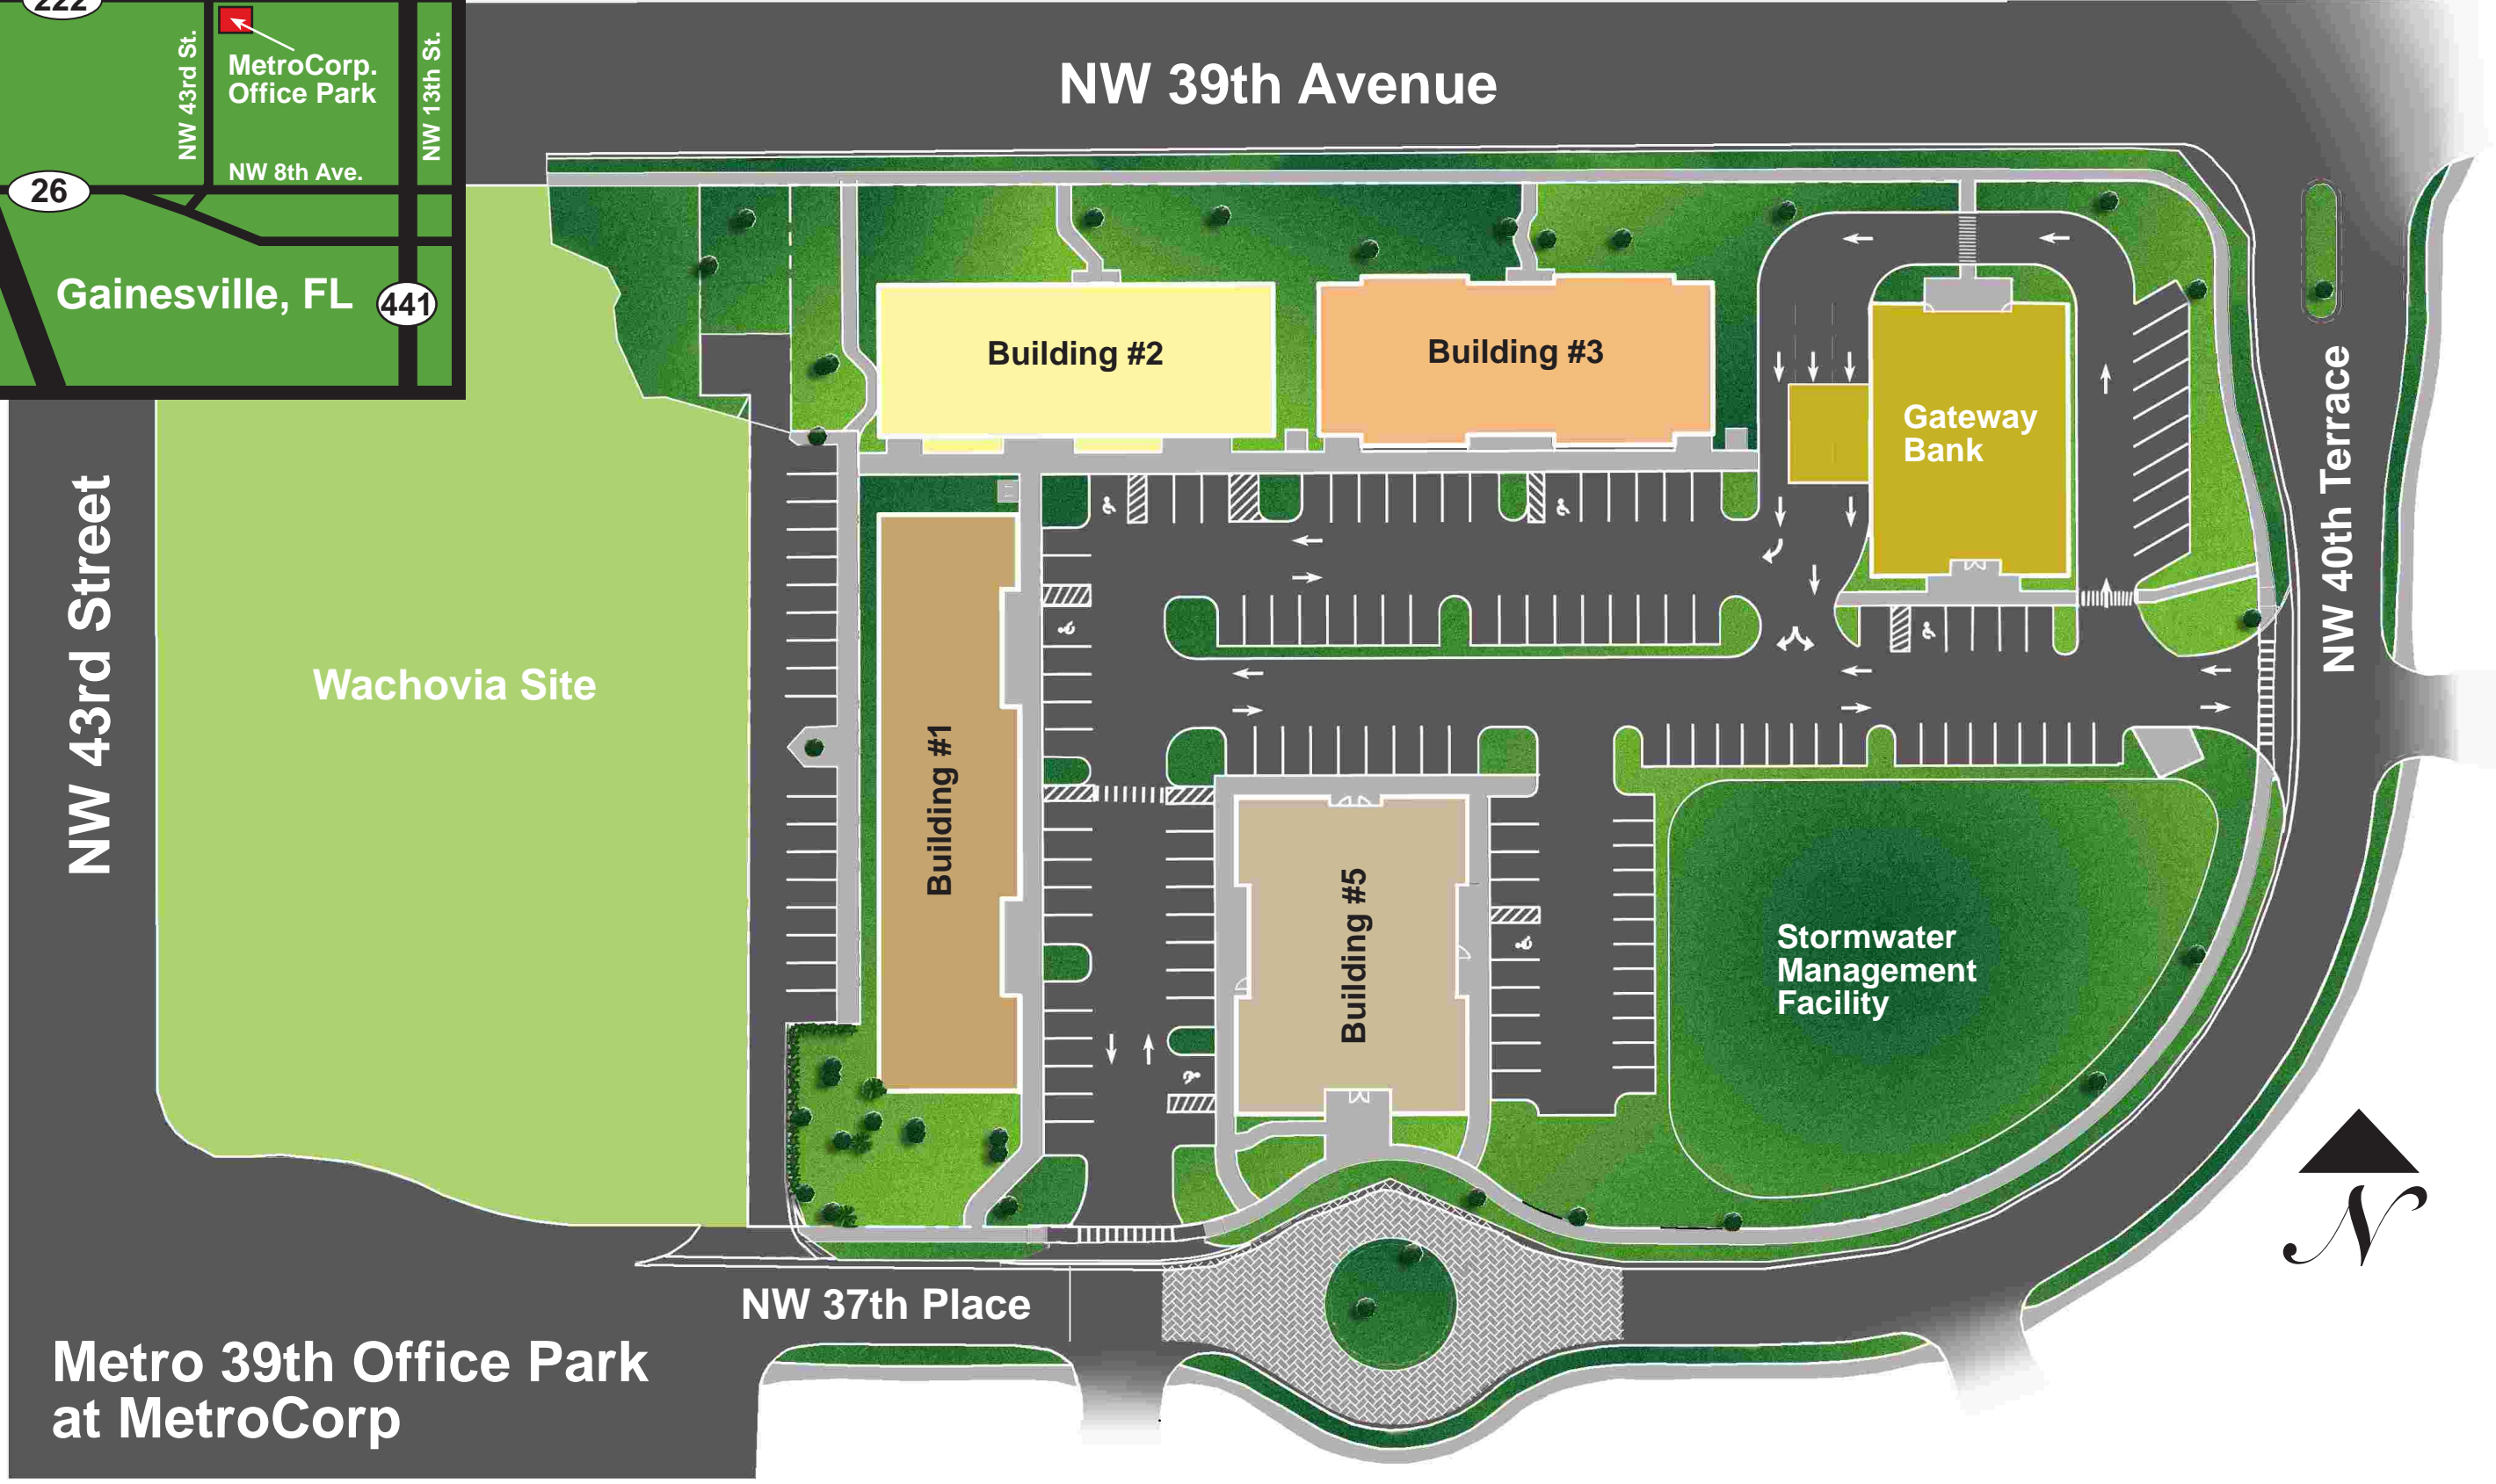 222
NW 43rd St.
MetroCorp.
Office Park
NW 13th St.
NW 8th Ave.
26
Gainesville, FL
441
NW 39th Avenue
Building #2
Building #3
Gateway
Bank
NW 40th Terrace
NW 43rd Street
Wachovia Site
Building #1
Building #5
Stormwater
Management
Facility
N
NW 37th Place
Metro 39th Office Park
at MetroCorp